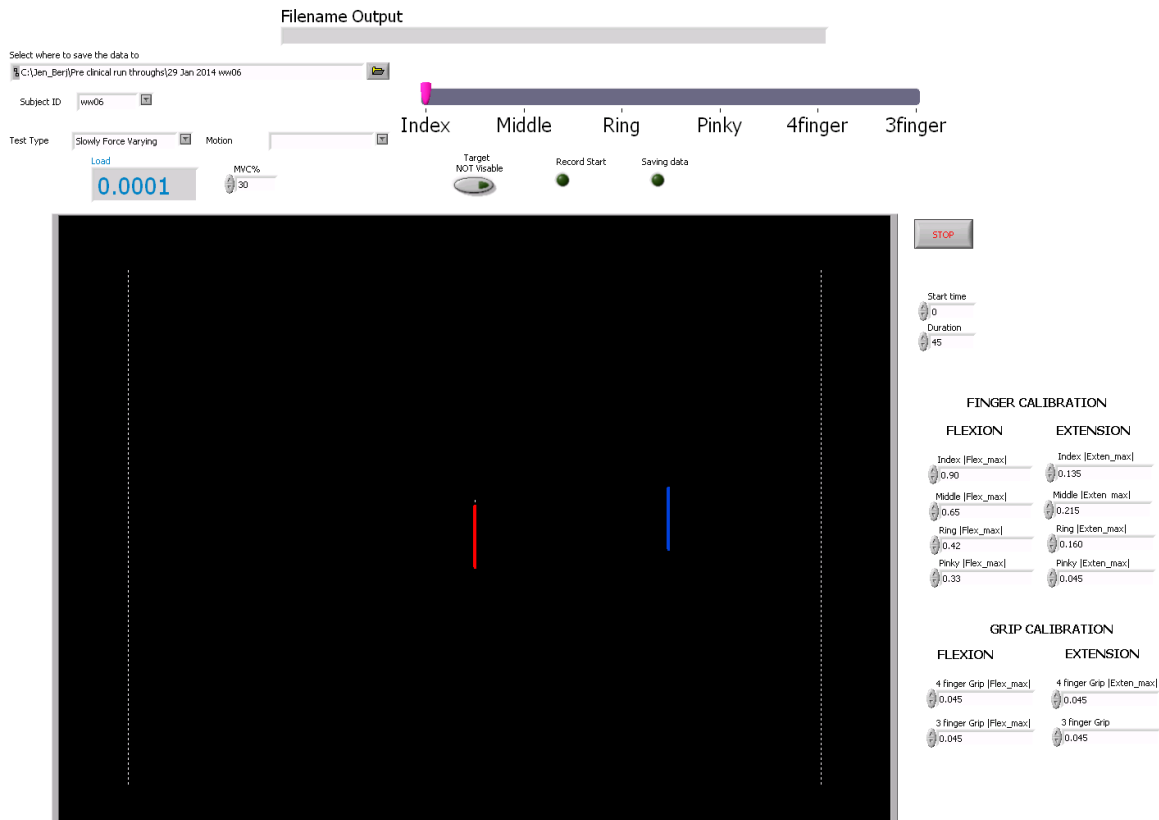 Filename Output
Select where to save the data to
C:\Jen_Berj\Pre clinical run throughs\29 Jan 2014 ww06
Subject ID ww06
Index Middle Ring Pinky 4finger 3finger
Test Type Slowly Force Varying Motion
Load
0.0001
MVC%
30
Target
NOT Visable
Record Start
Saving data
STOP
Start time
0
Duration
45
FINGER CALIBRATION
FLEXION EXTENSION
Index |Flex_max| Index |Exten_max|
0.90 0.135
Middle |Flex_max| Middle |Exten_max|
0.65 0.215
Ring |Flex_max| Ring |Exten_max|
0.42 0.160
Pinky |Flex_max| Pinky |Exten_max|
0.33 0.045
GRIP CALIBRATION
FLEXION EXTENSION
4 finger Grip |Flex_max| 4 finger Grip |Exten_max|
0.045 0.045
3 finger Grip |Flex_max| 3 finger Grip
0.045 0.045